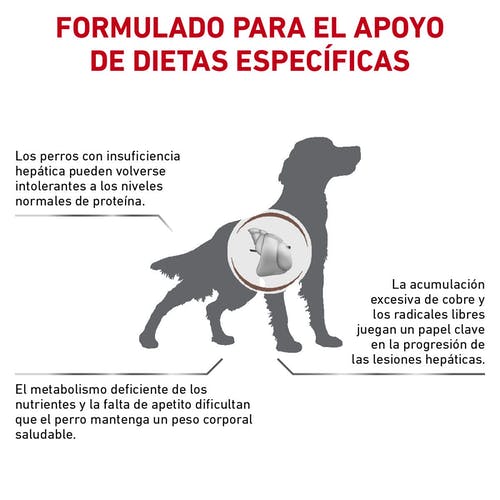 FORMULADO PARA EL APOYO
DE DIETAS ESPECÍFICAS
Los perros con insuficiencia
hepática pueden volverse
intolerantes a los niveles
normales de proteína.
La acumulación
excesiva de cobre y
los radicales libres
juegan un papel clave
en la progresión de
las lesiones hepáticas.
El metabolismo deficiente de los
nutrientes y la falta de apetito dificultan
que el perro mantenga un peso corporal
saludable.